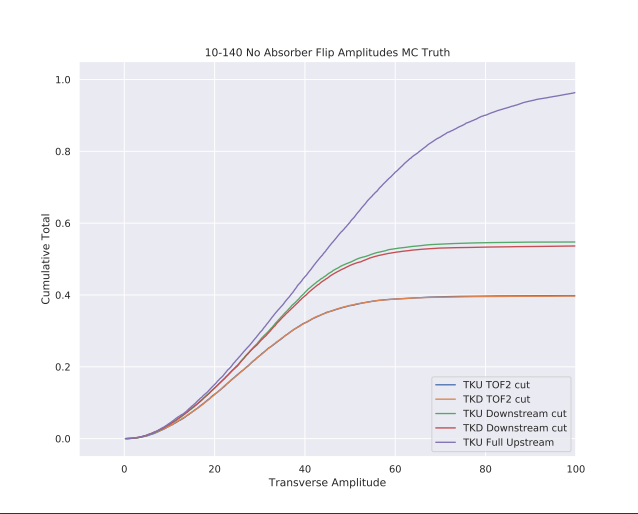 10-140 No Absorber Flip Amplitudes MC Truth
1.0
0.8
0.6
0.4
0.2
0.0
Cumulative Total
TKU TOF2 cut
TKD TOF2 cut
TKU Downstream cut
TKD Downstream cut
TKU Full Upstream
0 20 40 60 80 100
Transverse Amplitude